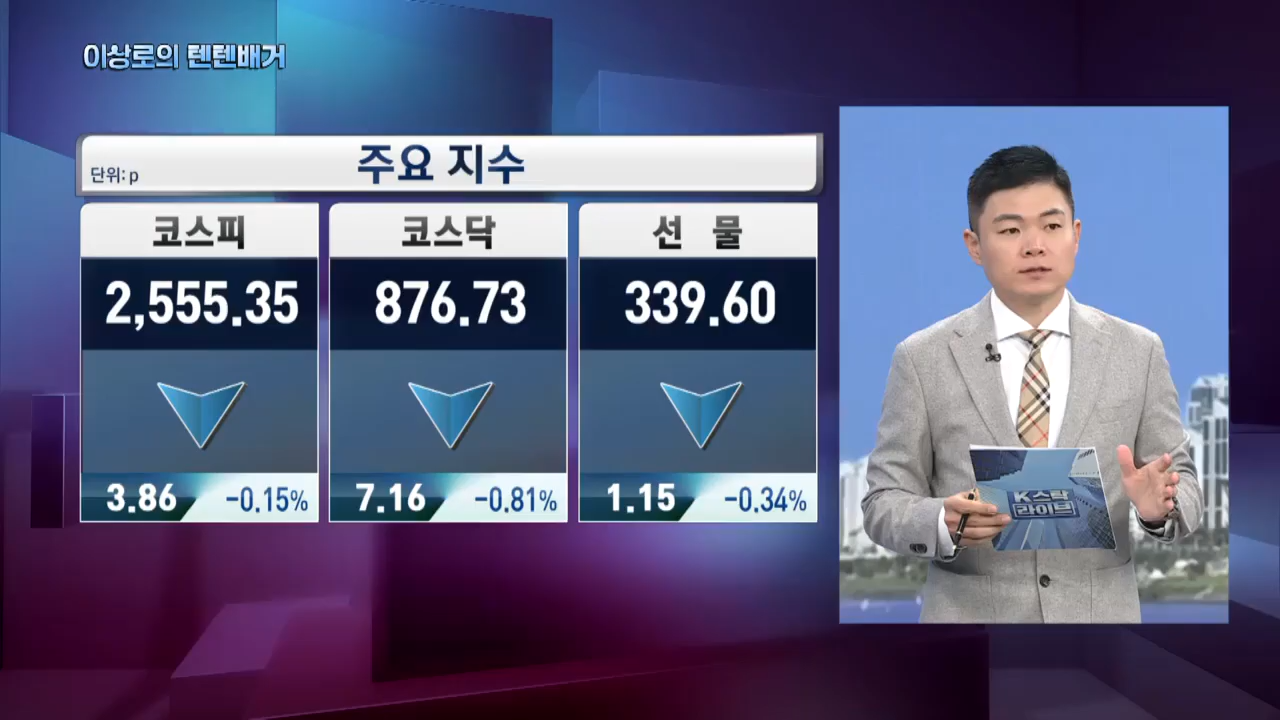 이상로의 텐텐배거
단위:p
주요 지수
코스피
2,555.35
3.86
-0.15%
코스닥
876.73
7.16
-0.81%
선 물
339.60
1.15
-0.34%
K스탁
라이브